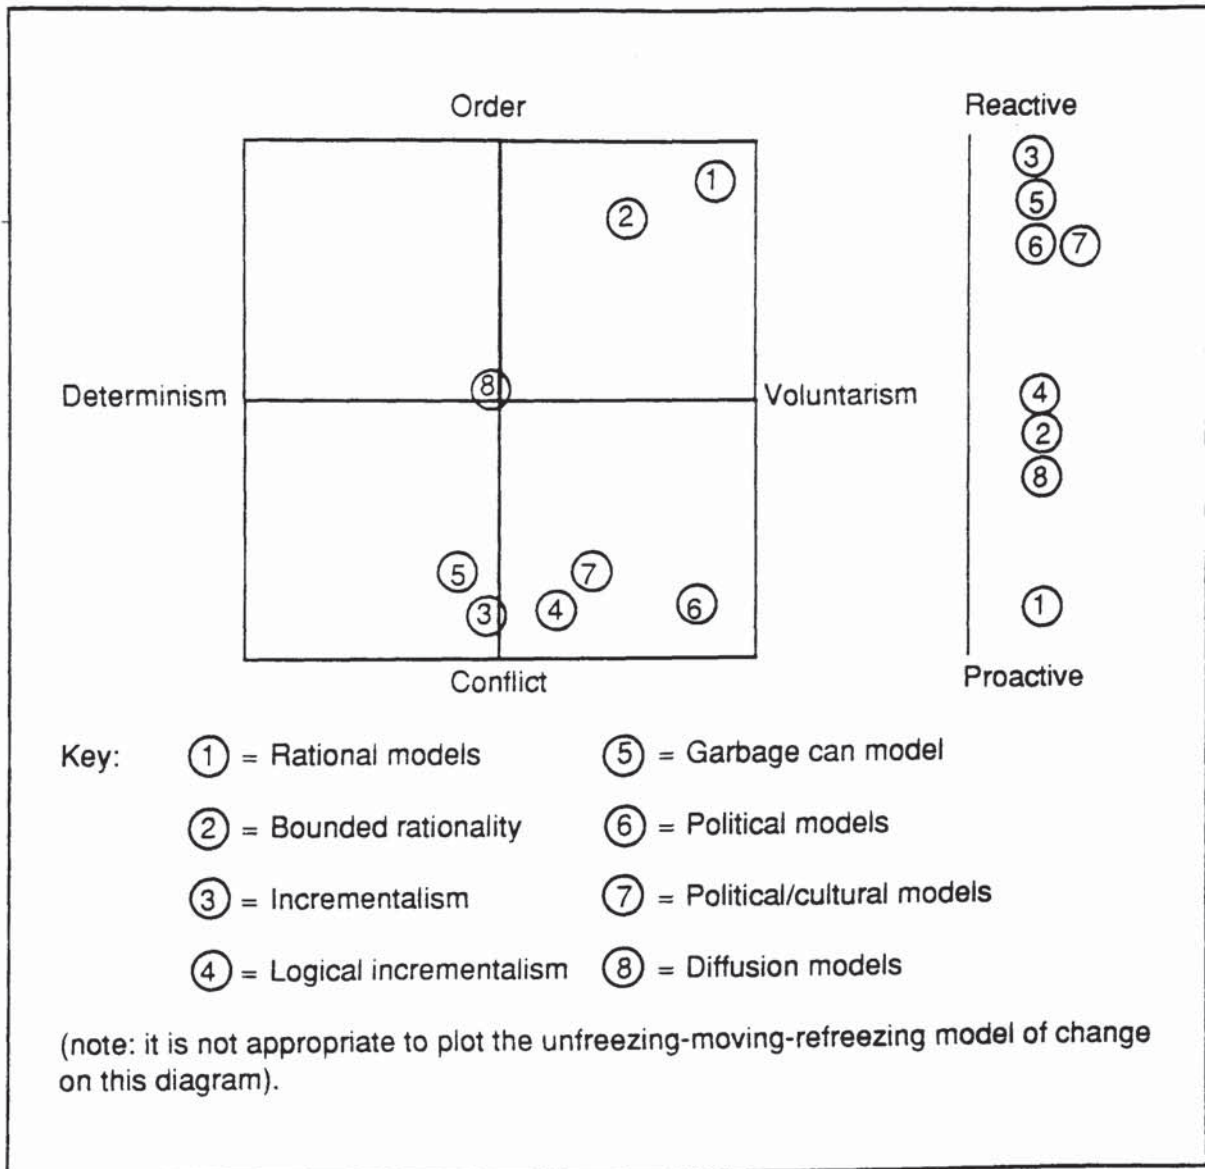 Order
Reactive
1
2
3
5
6 7
Determinism
8
Voluntarism
4
2
8
5
7
3
4
6
1
Conflict
Proactive
Key:
1 = Rational models
5 = Garbage can model
2 = Bounded rationality
6 = Political models
3 = Incrementalism
7 = Political/cultural models
4 = Logical incrementalism
8 = Diffusion models
(note: it is not appropriate to plot the unfreezing-moving-refreezing model of change
on this diagram).